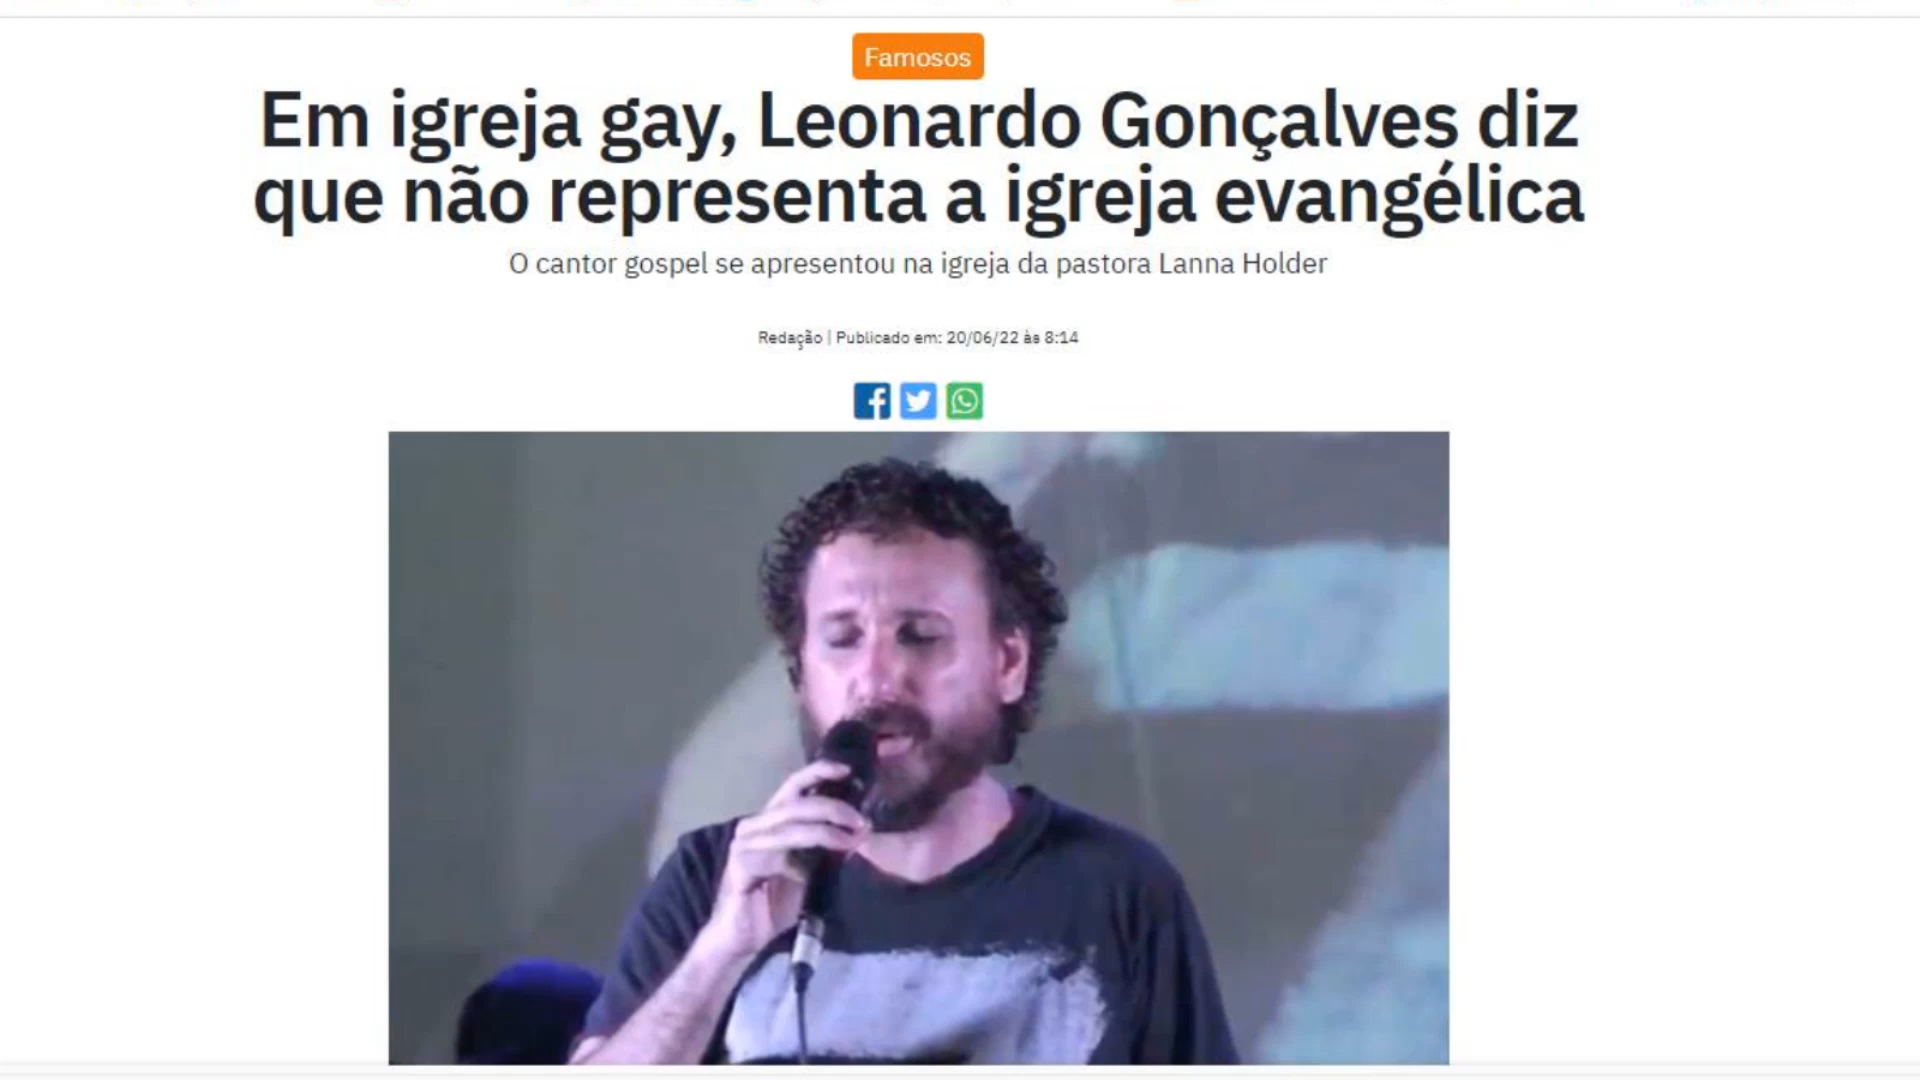 Famosos
Em igreja gay, Leonardo Gonçalves diz
que não representa a igreja evangélica
O cantor gospel se apresentou na igreja da pastora Lanna Holder
Redação | Publicado em: 20/06/22 às 8:14